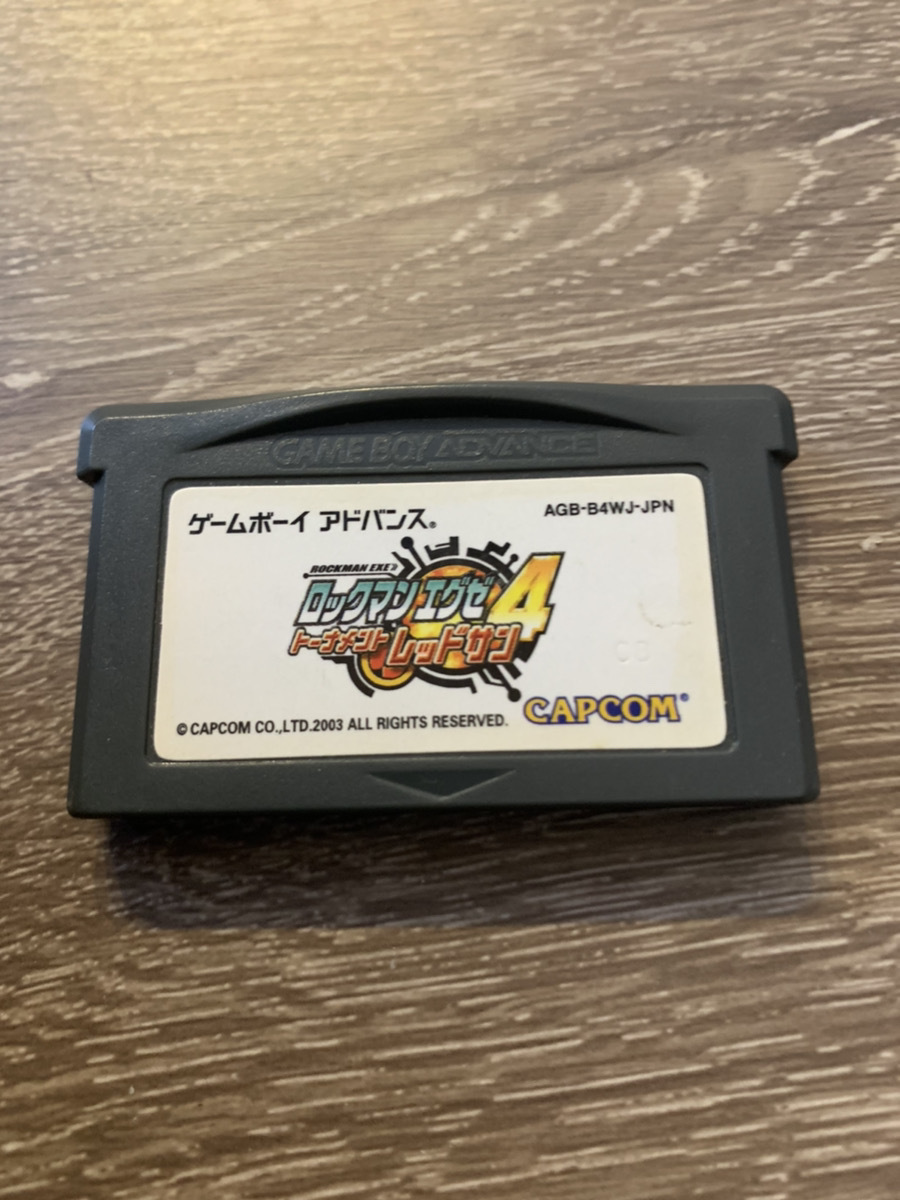 GAME BOY ADVANCE
ゲームボーイ アドバンス®
AGB-B4WJ-JPN
ROCKMAN EXE 4
ロックマン エグゼ 4
トーナメント レッドサン
© CAPCOM CO.,LTD.2003 ALL RIGHTS RESERVED.
CAPCOM®